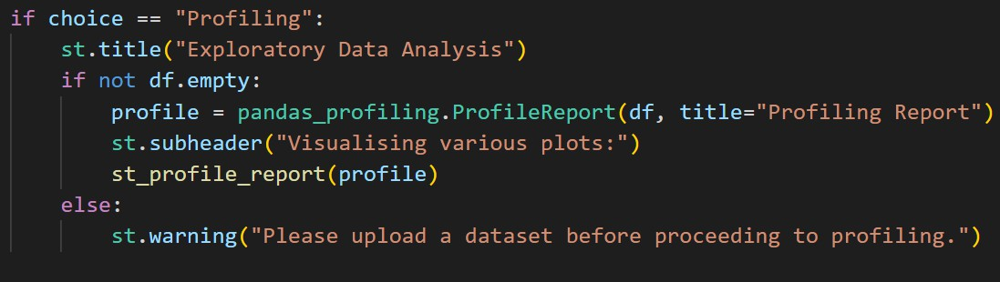 if choice == "Profiling":
    st.title("Exploratory Data Analysis")
    if not df.empty:
        profile = pandas_profiling.ProfileReport(df, title="Profiling Report")
        st.subheader("Visualising various plots:")
        st_profile_report(profile)
    else:
        st.warning("Please upload a dataset before proceeding to profiling.")